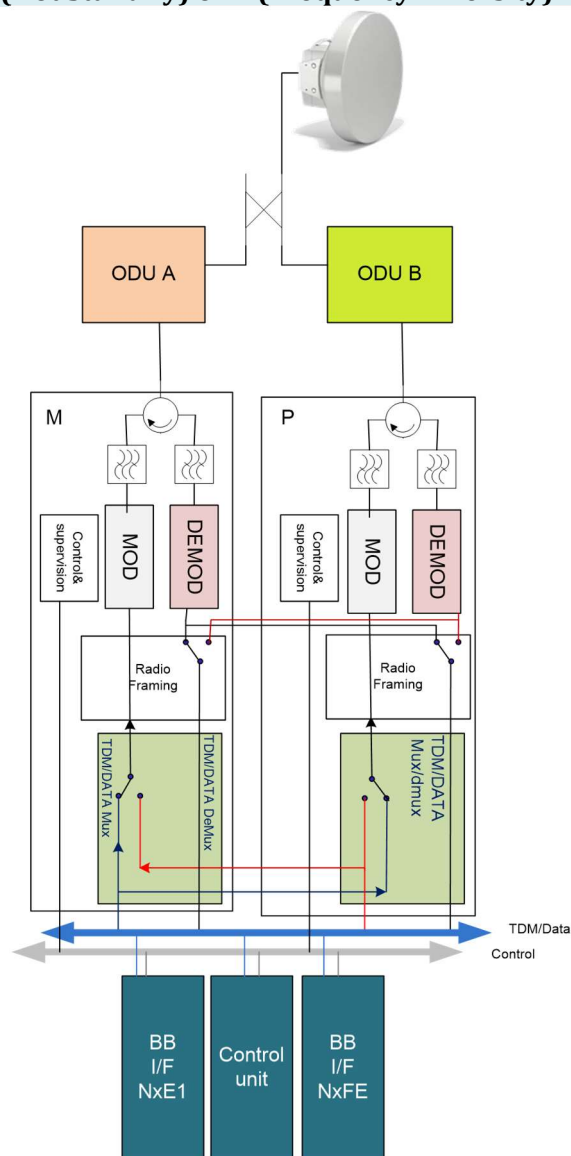 ODU A
ODU B
M
P
Control&
supervision
MOD
DEMOD
Control&
supervision
MOD
DEMOD
Radio
Framing
Radio
Framing
TDM/DATA Mux
TDM/DATA DeMux
TDM/DATA
Mux/dmux
TDM/Data
Control
BB
I/F
NxE1
Control
unit
BB
I/F
NxFE